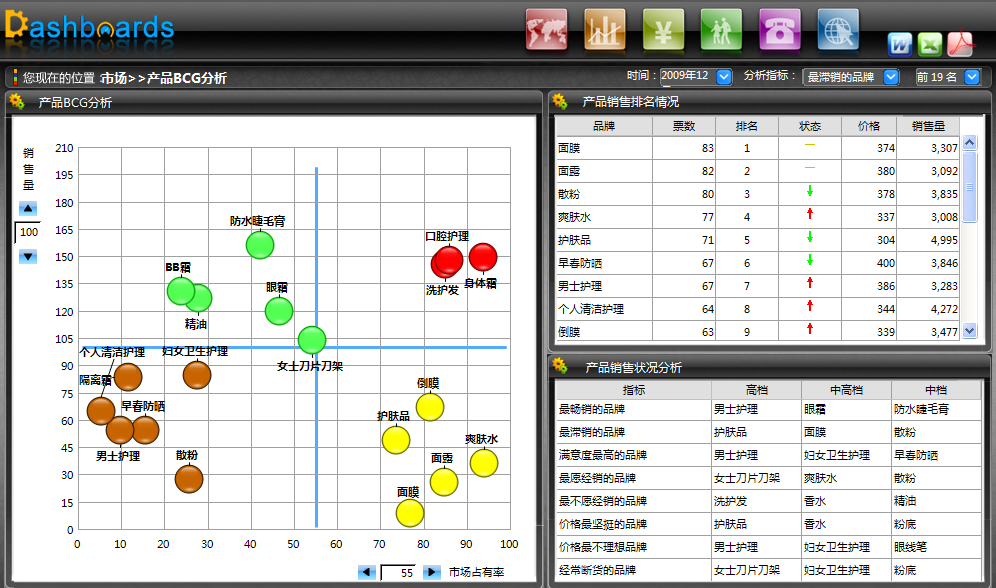 Dashboards
您现在的位置:市场>>产品BCG分析
时间： 2009年12 分析指标： 最滞销的品牌 前 19 名
产品BCG分析
销售量
100
210
195
180
165
150
135
120
105
90
75
60
45
30
15
0
0 10 20 30 40 50 60 70 80 90 100
防水睫毛膏
BB霜
精油
眼霜
女士刀片刀架
口腔护理
洗护发
身体霜
个人清洁护理
妇女卫生护理
隔离霜
早春防晒
男士护理
散粉
倒膜
护肤品
爽肤水
面露
面膜
55 市场占有率
产品销售排名情况
品牌 票数 排名 状态 价格 销售量
面膜 83 1 374 3,307
面露 82 2 380 3,092
散粉 80 3 378 3,835
爽肤水 77 4 337 3,008
护肤品 71 5 304 4,995
早春防晒 67 6 400 3,846
男士护理 67 7 386 3,283
个人清洁护理 64 8 344 4,272
倒膜 63 9 339 3,477
产品销售状况分析
指标 高档 中高档 中档
最畅销的品牌 男士护理 眼霜 防水睫毛膏
最滞销的品牌 护肤品 面膜 散粉
满意度最高的品牌 男士护理 妇女卫生护理 早春防晒
最愿经销的品牌 女士刀片刀架 爽肤水 散粉
最不愿经销的品牌 洗护发 香水 精油
价格最坚挺的品牌 护肤品 香水 粉底
价格最不理想品牌 男士护理 妇女卫生护理 眼线笔
经常断货的品牌 女士刀片刀架 妇女卫生护理 粉底